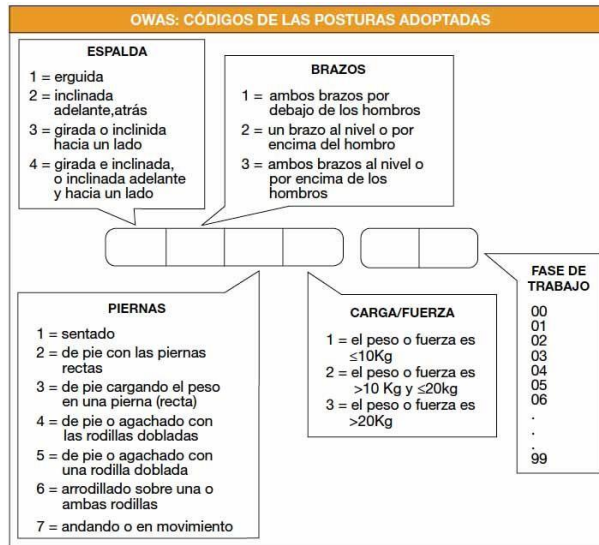 OWAS: CÓDIGOS DE LAS POSTURAS ADOPTADAS
ESPALDA
1 = erguida
2 = inclinada
adelante,atrás
3 = girada o inclinida
hacia un lado
4 = girada e inclinada,
o inclinada adelante
y hacia un lado
BRAZOS
1 = ambos brazos por
debajo de los hombros
2 = un brazo al nivel o por
encima del hombro
3 = ambos brazos al nivel o
por encima de los
hombros
PIERNAS
1 = sentado
2 = de pie con las piernas
rectas
3 = de pie cargando el peso
en una pierna (recta)
4 = de pie o agachado con
las rodillas dobladas
5 = de pie o agachado con
una rodilla doblada
6 = arrodillado sobre una o
ambas rodillas
7 = andando o en movimiento
CARGA/FUERZA
1 = el peso o fuerza es
≤10Kg
2 = el peso o fuerza es
>10 Kg y ≤20kg
3 = el peso o fuerza es
>20Kg
FASE DE
TRABAJO
00
01
02
03
04
05
06
.
.
.
99